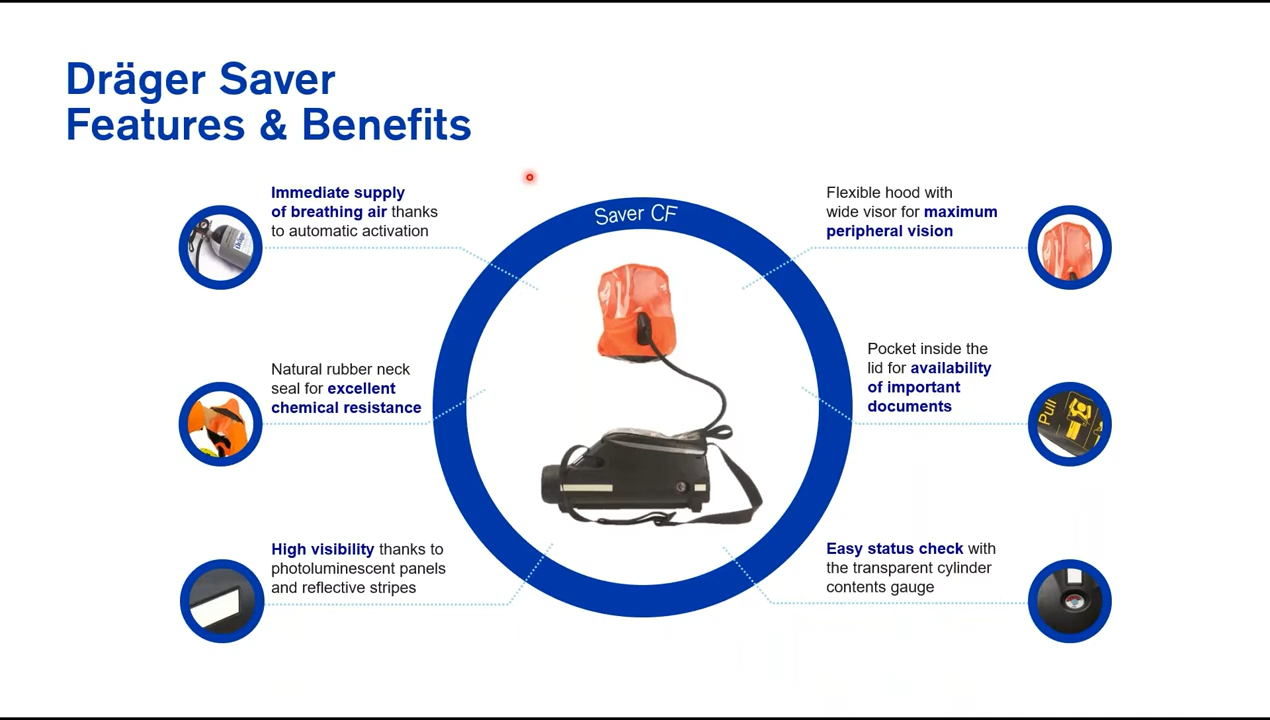 Dräger Saver
Features & Benefits
Immediate supply
of breathing air thanks
to automatic activation
Natural rubber neck
seal for excellent
chemical resistance
High visibility thanks to
photoluminescent panels
and reflective stripes
Saver CF
Flexible hood with
wide visor for maximum
peripheral vision
Pocket inside the
lid for availability
of important
documents
Pull
Easy status check with
the transparent cylinder
contents gauge